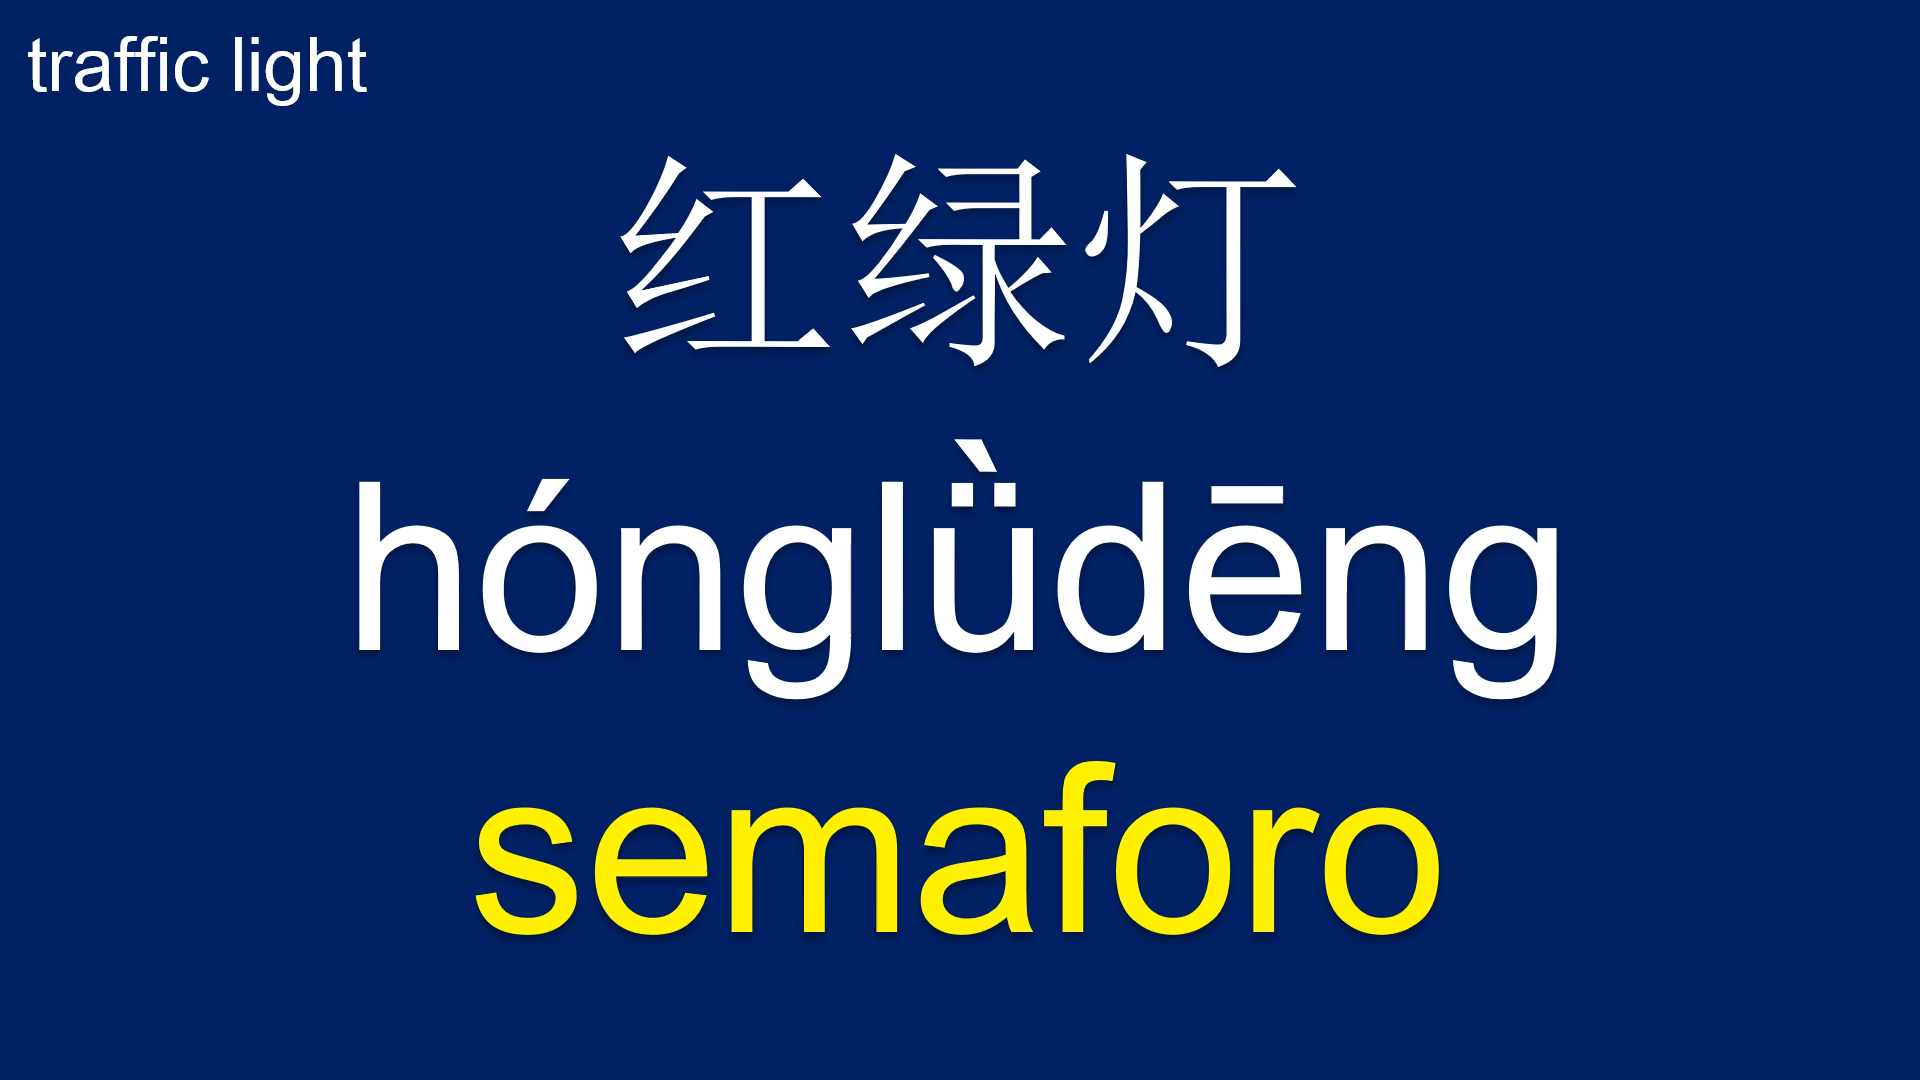 traffic light
红绿灯
hónglǜdēng
semaforo